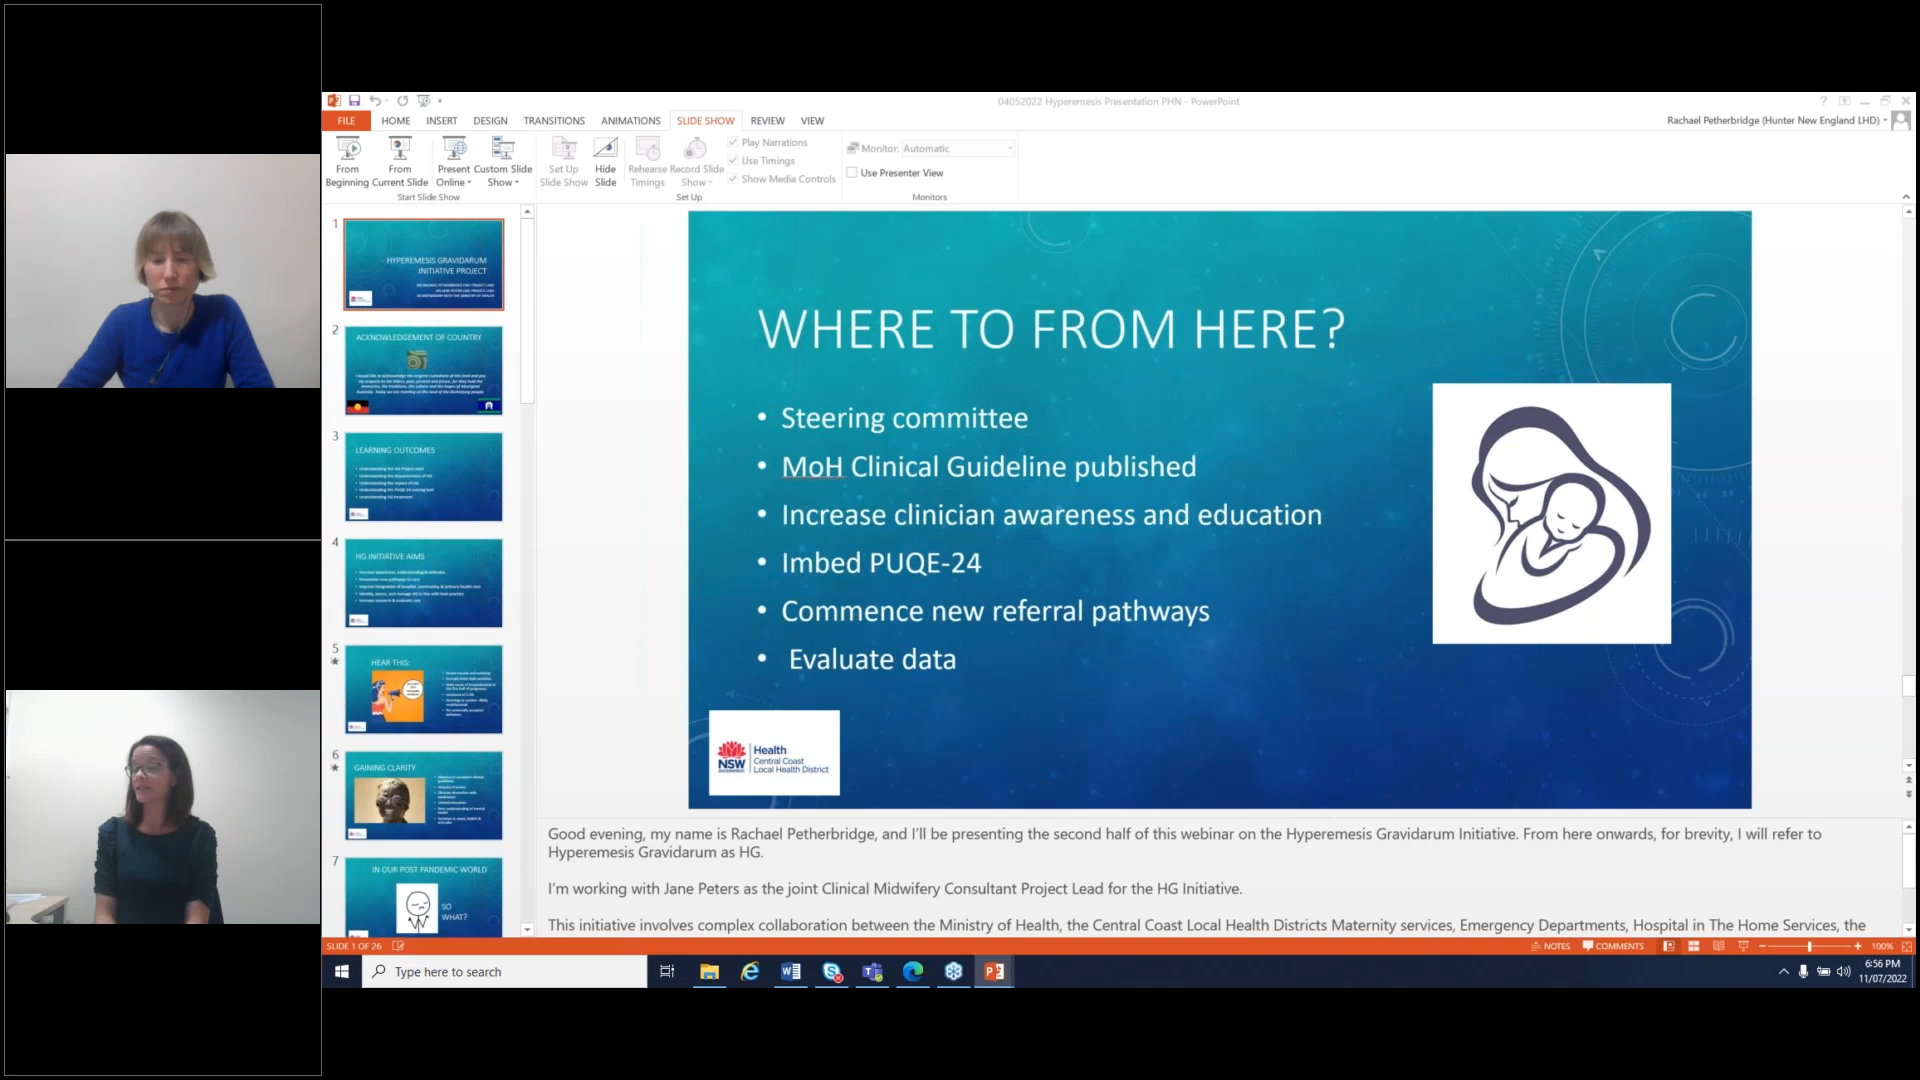 04052022 Hyperemesis Presentation PHN - PowerPoint
FILE HOME INSERT DESIGN TRANSITIONS ANIMATIONS SLIDE SHOW REVIEW VIEW
Rachael Petherbridge (Hunter New England LHD)
From Beginning
From Current Slide
Present Online
Custom Slide Show
Start Slide Show
Set Up Slide Show
Hide Slide
Rehearse Timings
Record Slide Show
Play Narrations
Use Timings
Show Media Controls
Set Up
Monitor: Automatic
Use Presenter View
Monitors
1
HYPEREMESIS GRAVIDARUM
INITIATIVE PROJECT
2
ACKNOWLEDGEMENT OF COUNTRY
3
LEARNING OUTCOMES
4
HG INITIATIVE AIMS
5
HEAR THIS:
6
GAINING CLARITY
7
IN OUR POST PANDEMIC WORLD
SO
WHAT?
WHERE TO FROM HERE?
• Steering committee
• MoH Clinical Guideline published
• Increase clinician awareness and education
• Imbed PUQE-24
• Commence new referral pathways
• Evaluate data
NSW
GOVERNMENT
Health
Central Coast
Local Health District
Good evening, my name is Rachael Petherbridge, and I'll be presenting the second half of this webinar on the Hyperemesis Gravidarum Initiative. From here onwards, for brevity, I will refer to
Hyperemesis Gravidarum as HG.
I'm working with Jane Peters as the joint Clinical Midwifery Consultant Project Lead for the HG Initiative.
This initiative involves complex collaboration between the Ministry of Health, the Central Coast Local Health Districts Maternity services, Emergency Departments, Hospital in The Home Services, the
SLIDE 1 OF 26
NOTES COMMENTS 100%
Type here to search
6:56 PM
11/07/2022